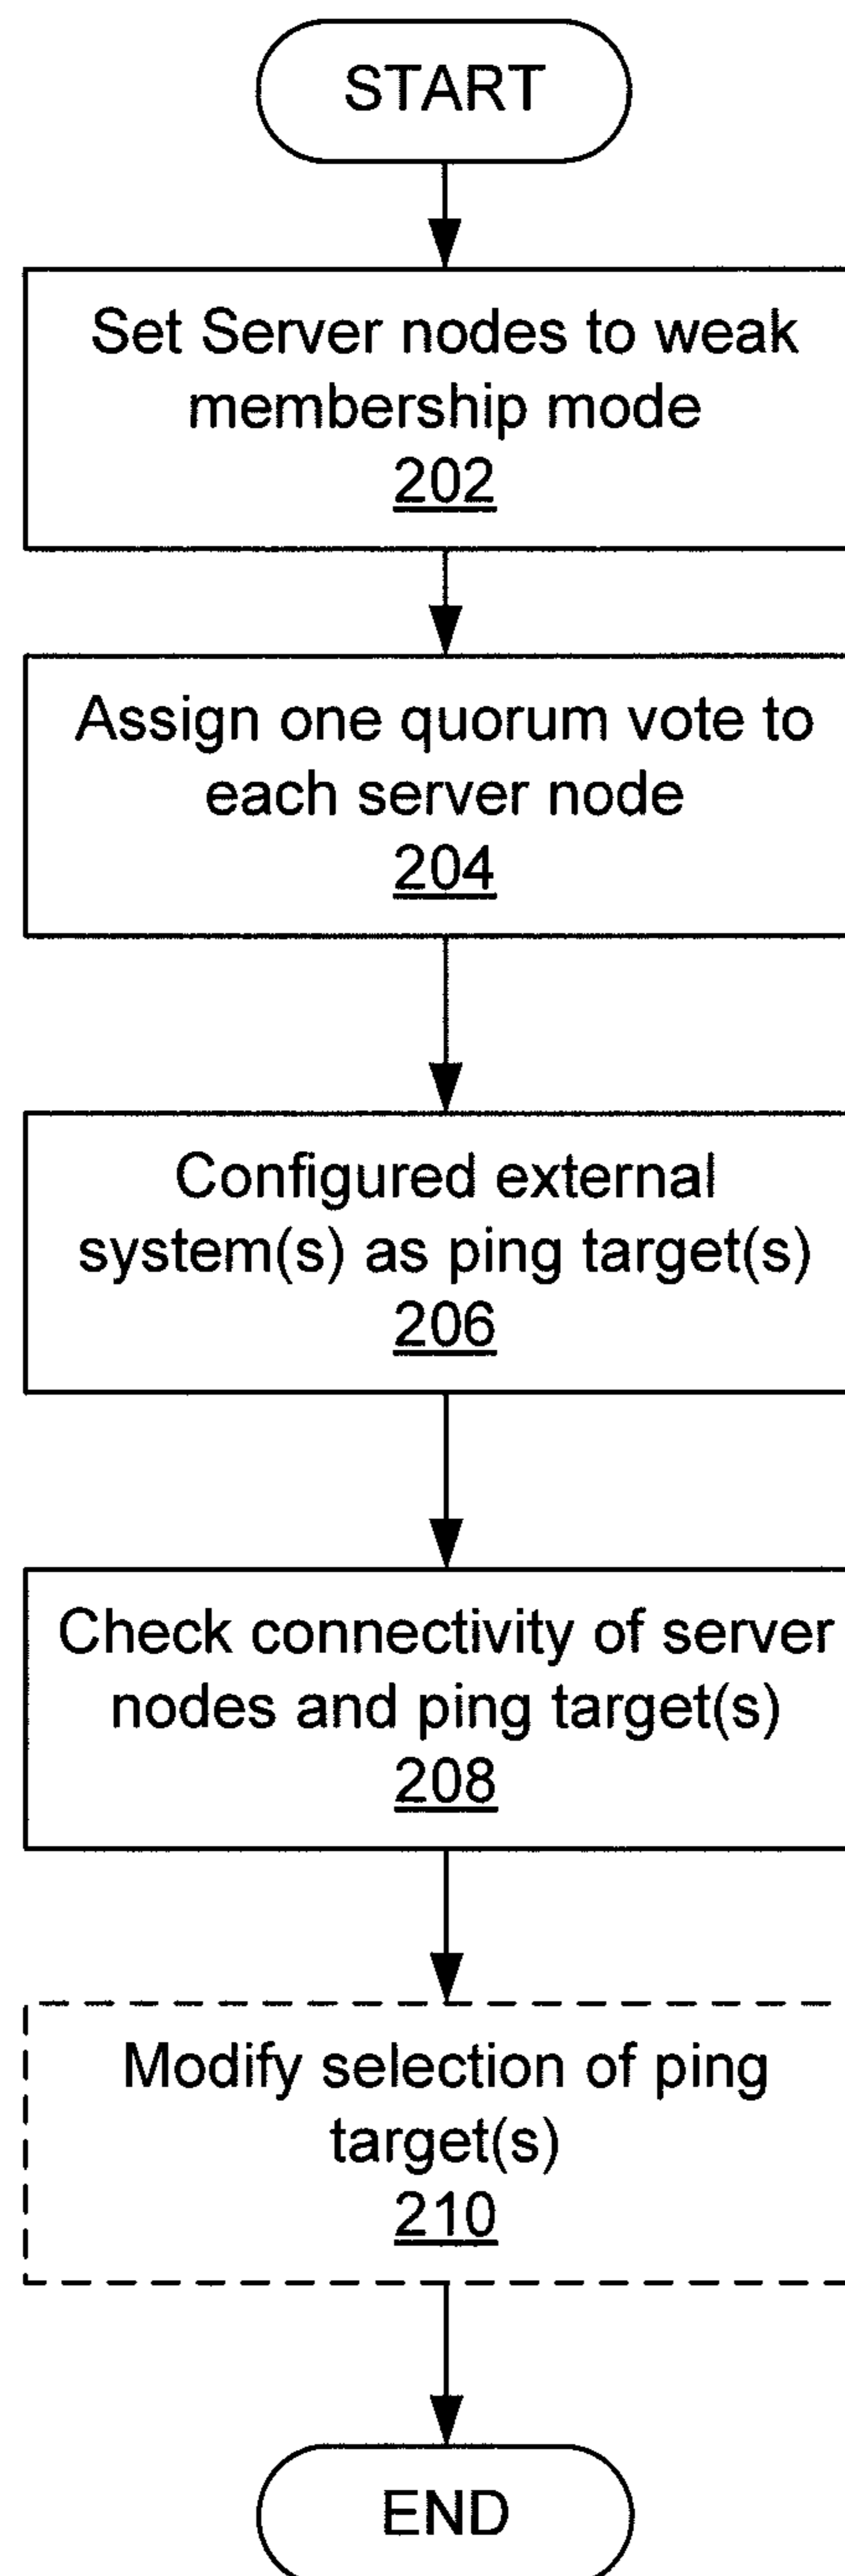 START
Set Server nodes to weak
membership mode
202
Assign one quorum vote to
each server node
204
Configured external
system(s) as ping target(s)
206
Check connectivity of server
nodes and ping target(s)
208
Modify selection of ping
target(s)
210
END